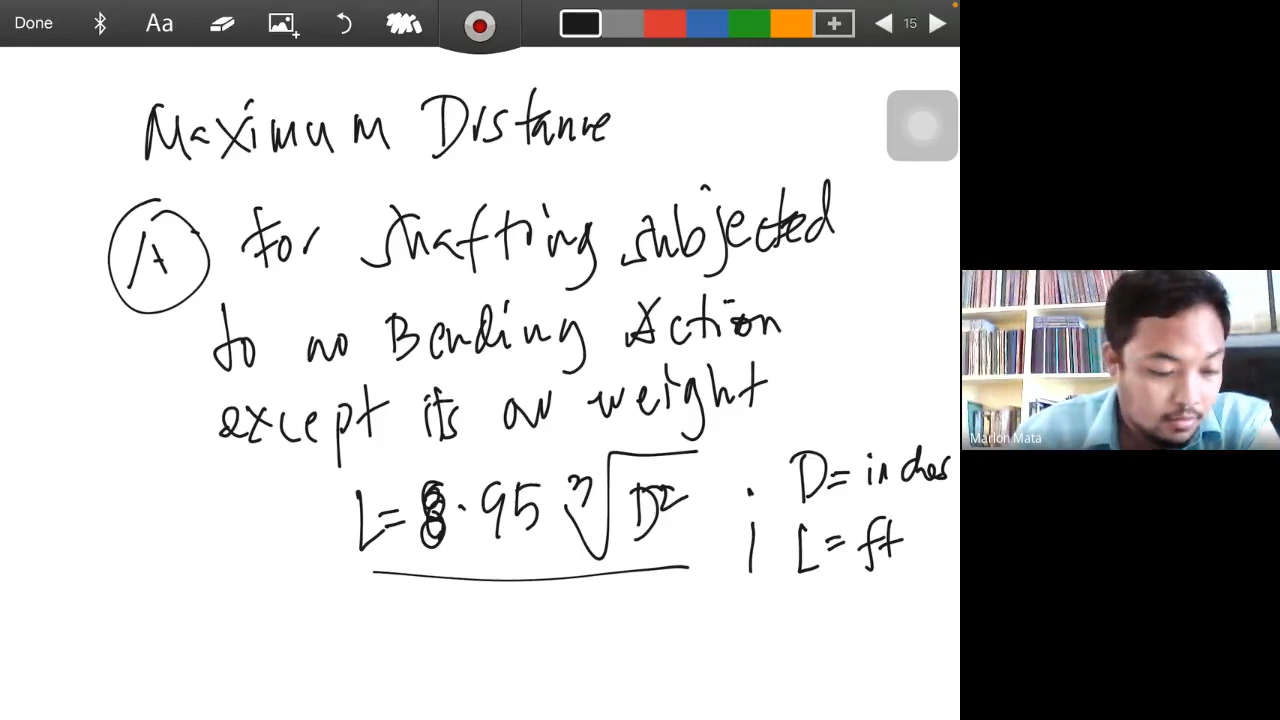 Done Aa 15
Maximum Distance
A For shafting subjected
to no Bending Action
except its own weight
L = 8.95 ∛D² ; D = inches
L = ft
Marlon Mata